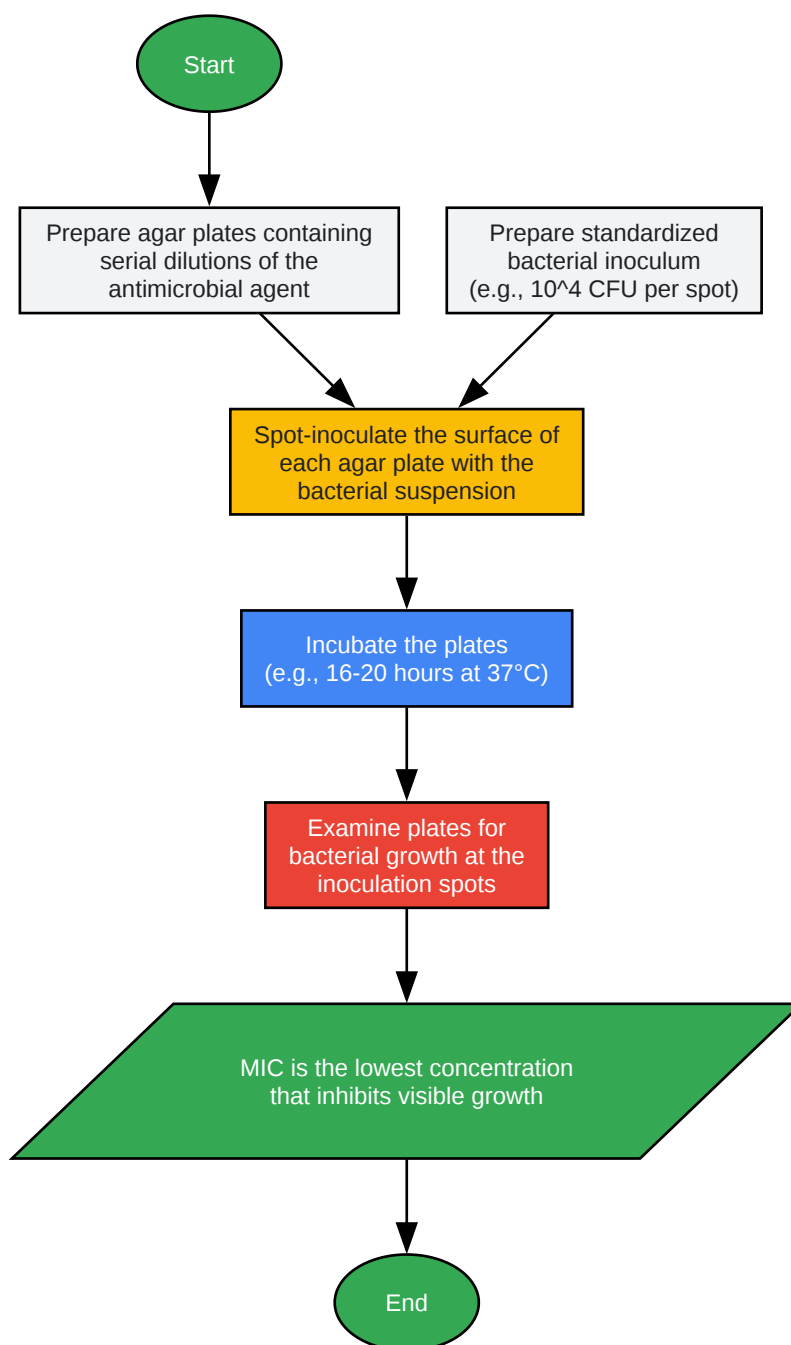 Start
Prepare agar plates containing
serial dilutions of the
antimicrobial agent
Prepare standardized
bacterial inoculum
(e.g., 10^4 CFU per spot)
Spot-inoculate the surface of
each agar plate with the
bacterial suspension
Incubate the plates
(e.g., 16-20 hours at 37°C)
Examine plates for
bacterial growth at the
inoculation spots
MIC is the lowest concentration
that inhibits visible growth
End